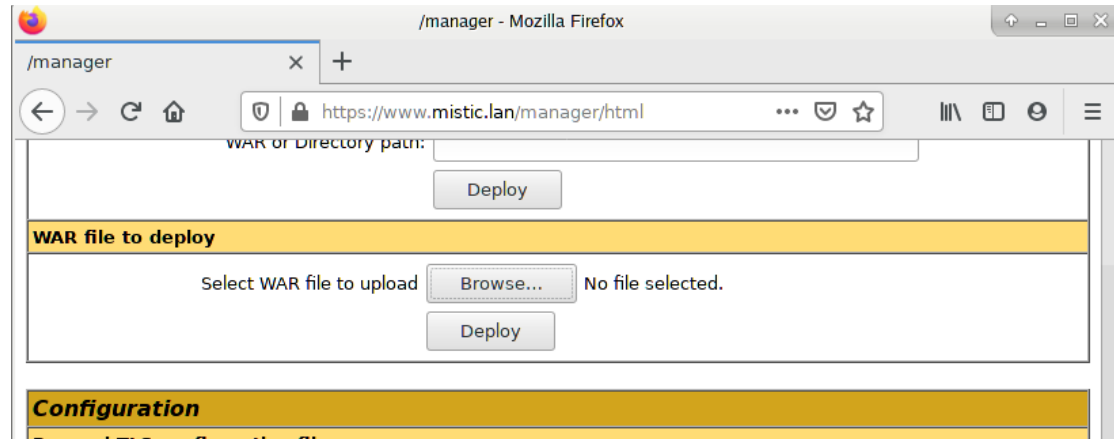 /manager - Mozilla Firefox
/manager
https://www.mistic.lan/manager/html
WAR or Directory path:
Deploy
WAR file to deploy
Select WAR file to upload Browse... No file selected.
Deploy
Configuration